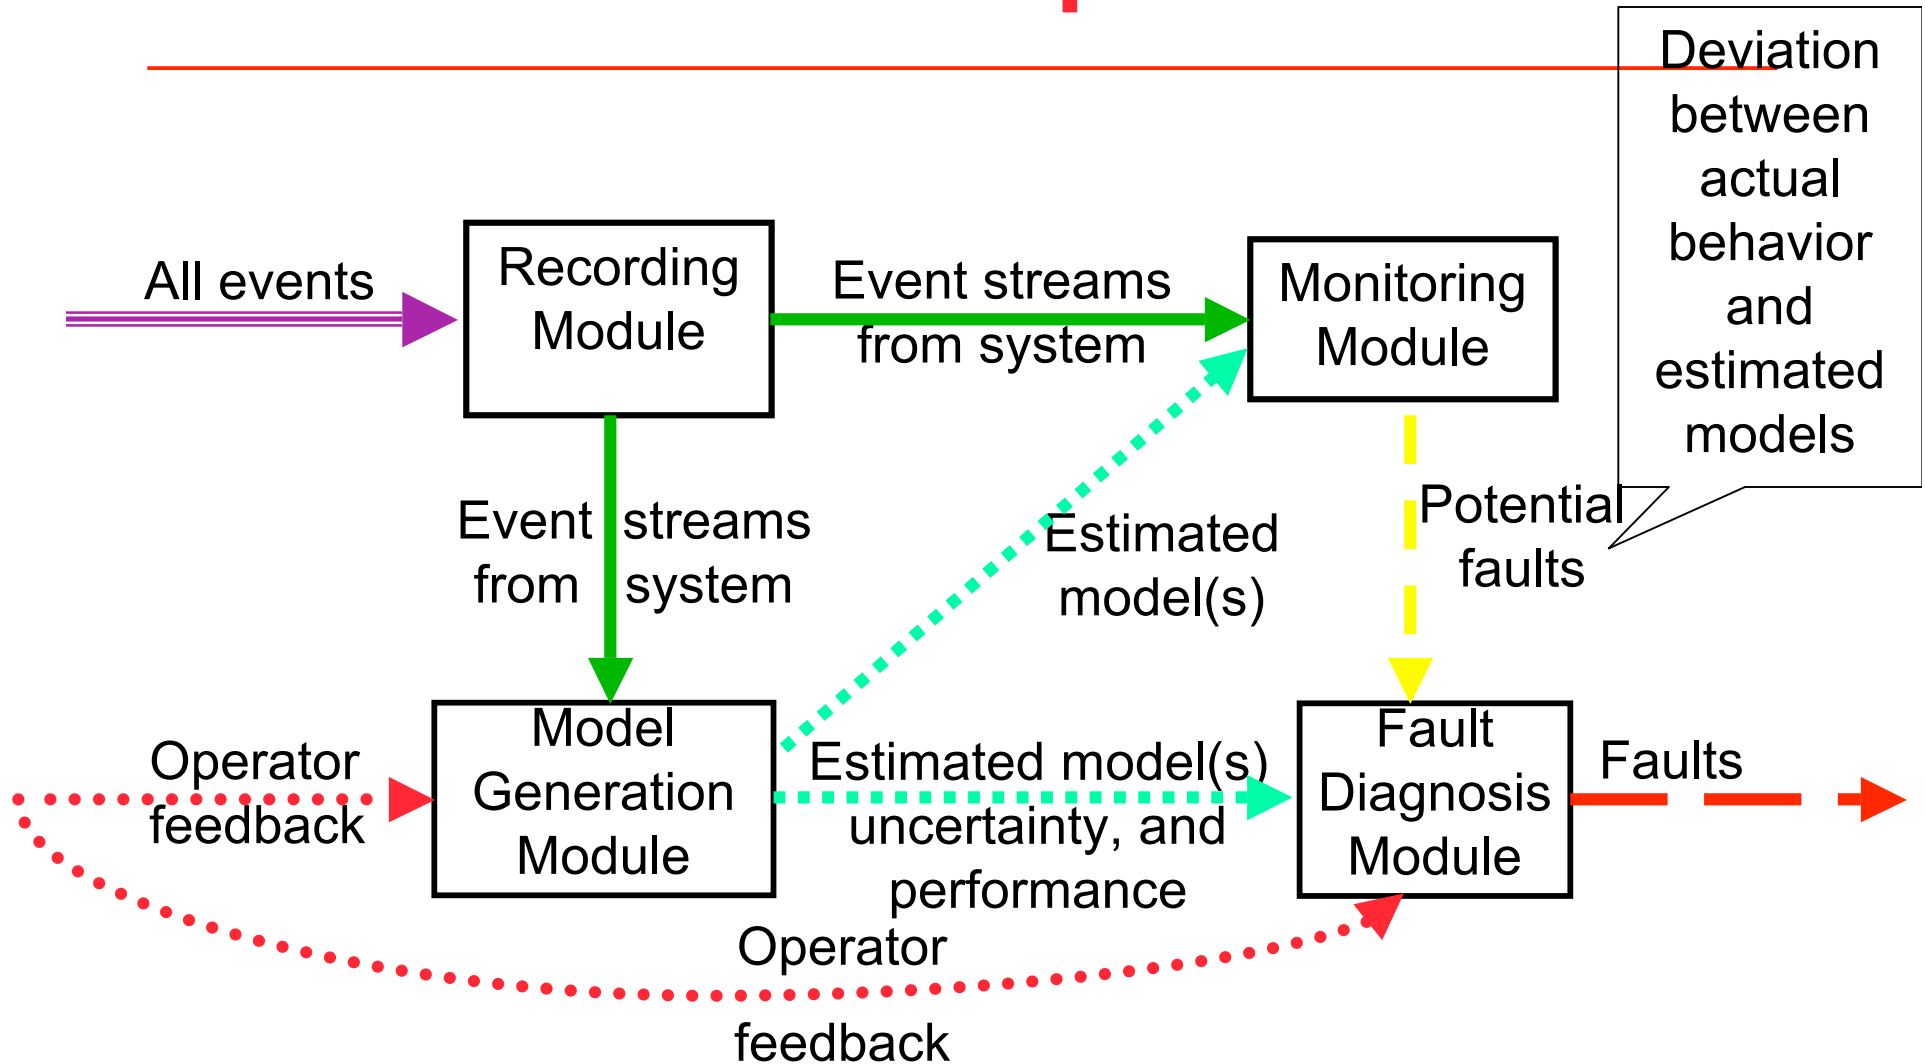 Deviation
between
actual
behavior
and
estimated
models
All events
Recording
Module
Event streams
from system
Monitoring
Module
Event streams
from system
Estimated
model(s)
Potential
faults
Operator
feedback
Model
Generation
Module
Estimated model(s)
uncertainty, and
performance
Fault
Diagnosis
Module
Faults
Operator
feedback